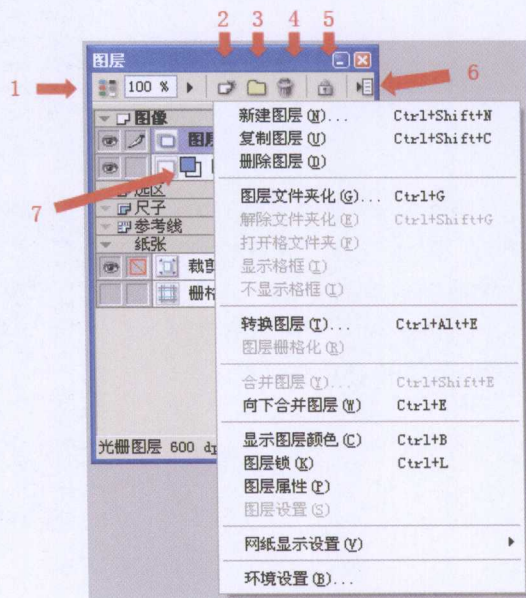 2 3 4 5
图层
1
100 %
6
图像
图层
7
选区
尺子
参考线
纸张
裁剪
栅格
光栅图层 600 dp
新建图层(N)... Ctrl+Shift+N
复制图层(U) Ctrl+Shift+C
删除图层(D)
图层文件夹化(G)... Ctrl+G
解除文件夹化(E) Ctrl+Shift+G
打开格文件夹(F)
显示格框(I)
不显示格框(I)
转换图层(T)... Ctrl+Alt+E
图层栅格化(R)
合并图层(Y)... Ctrl+Shift+E
向下合并图层(W) Ctrl+E
显示图层颜色(C) Ctrl+B
图层锁(K) Ctrl+L
图层属性(P)
图层设置(S)
网纸显示设置(V)
环境设置(B)...